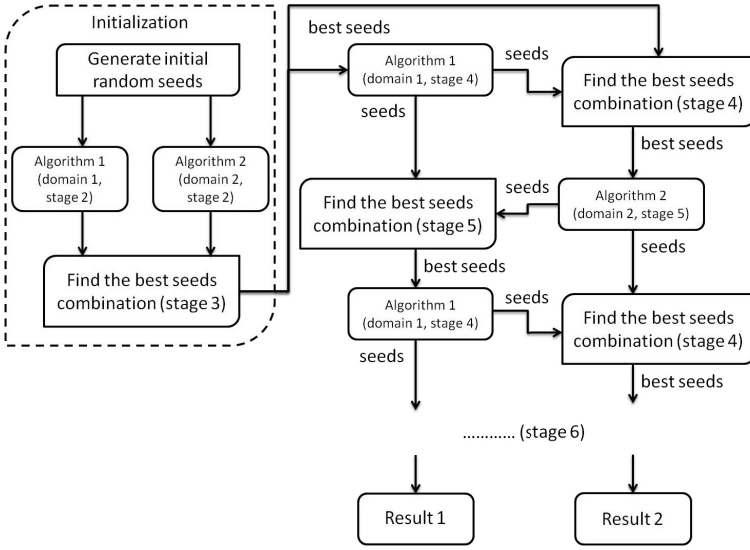 Initialization
Generate initial
random seeds
Algorithm 1
(domain 1,
stage 2)
Algorithm 2
(domain 2,
stage 2)
Find the best seeds
combination (stage 3)
best seeds
Algorithm 1
(domain 1, stage 4)
seeds
Find the best seeds
combination (stage 4)
seeds
best seeds
Find the best seeds
combination (stage 5)
seeds
Algorithm 2
(domain 2, stage 5)
best seeds
seeds
Algorithm 1
(domain 1, stage 4)
seeds
Find the best seeds
combination (stage 4)
seeds
best seeds
............ (stage 6)
Result 1
Result 2